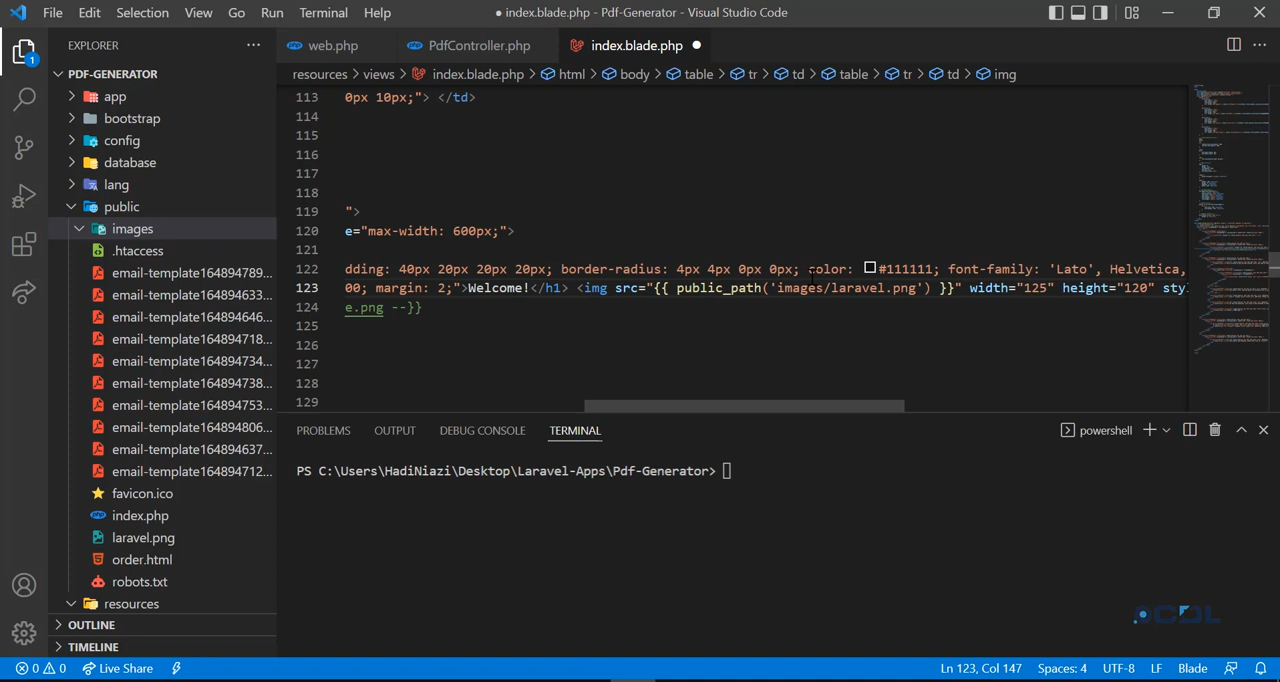 File Edit Selection View Go Run Terminal Help
● index.blade.php - Pdf-Generator - Visual Studio Code
EXPLORER
web.php
PdfController.php
index.blade.php
resources > views > index.blade.php > html > body > table > tr > td > table > tr > td > img
1
PDF-GENERATOR
app
bootstrap
config
database
lang
public
images
.htaccess
email-template164894789...
email-template164894633...
email-template164894646...
email-template164894718...
email-template164894734...
email-template164894738...
email-template164894753...
email-template164894806...
email-template164894637...
email-template164894712...
favicon.ico
index.php
laravel.png
order.html
robots.txt
resources
OUTLINE
TIMELINE
113 0px 10px;"> </td>
114
115
116
117
118
119 ">
120 e="max-width: 600px;">
121
122 dding: 40px 20px 20px 20px; border-radius: 4px 4px 0px 0px; color: #111111; font-family: 'Lato', Helvetica,
123 00; margin: 2;">Welcome!</h1> <img src="{{ public_path('images/laravel.png') }}" width="125" height="120" styl
124 e.png --}}
125
126
127
128
129
PROBLEMS OUTPUT DEBUG CONSOLE TERMINAL
powershell
PS C:\Users\HadiNiazi\Desktop\Laravel-Apps\Pdf-Generator>
0 0 Live Share
Ln 123, Col 147 Spaces: 4 UTF-8 LF Blade